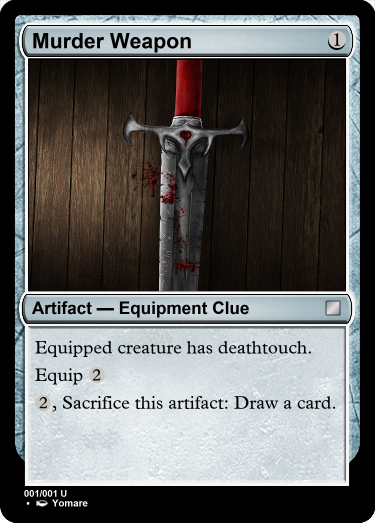 Murder Weapon 1
Artifact — Equipment Clue
Equipped creature has deathtouch.
Equip 2
2, Sacrifice this artifact: Draw a card.
001/001 U
• Yomare